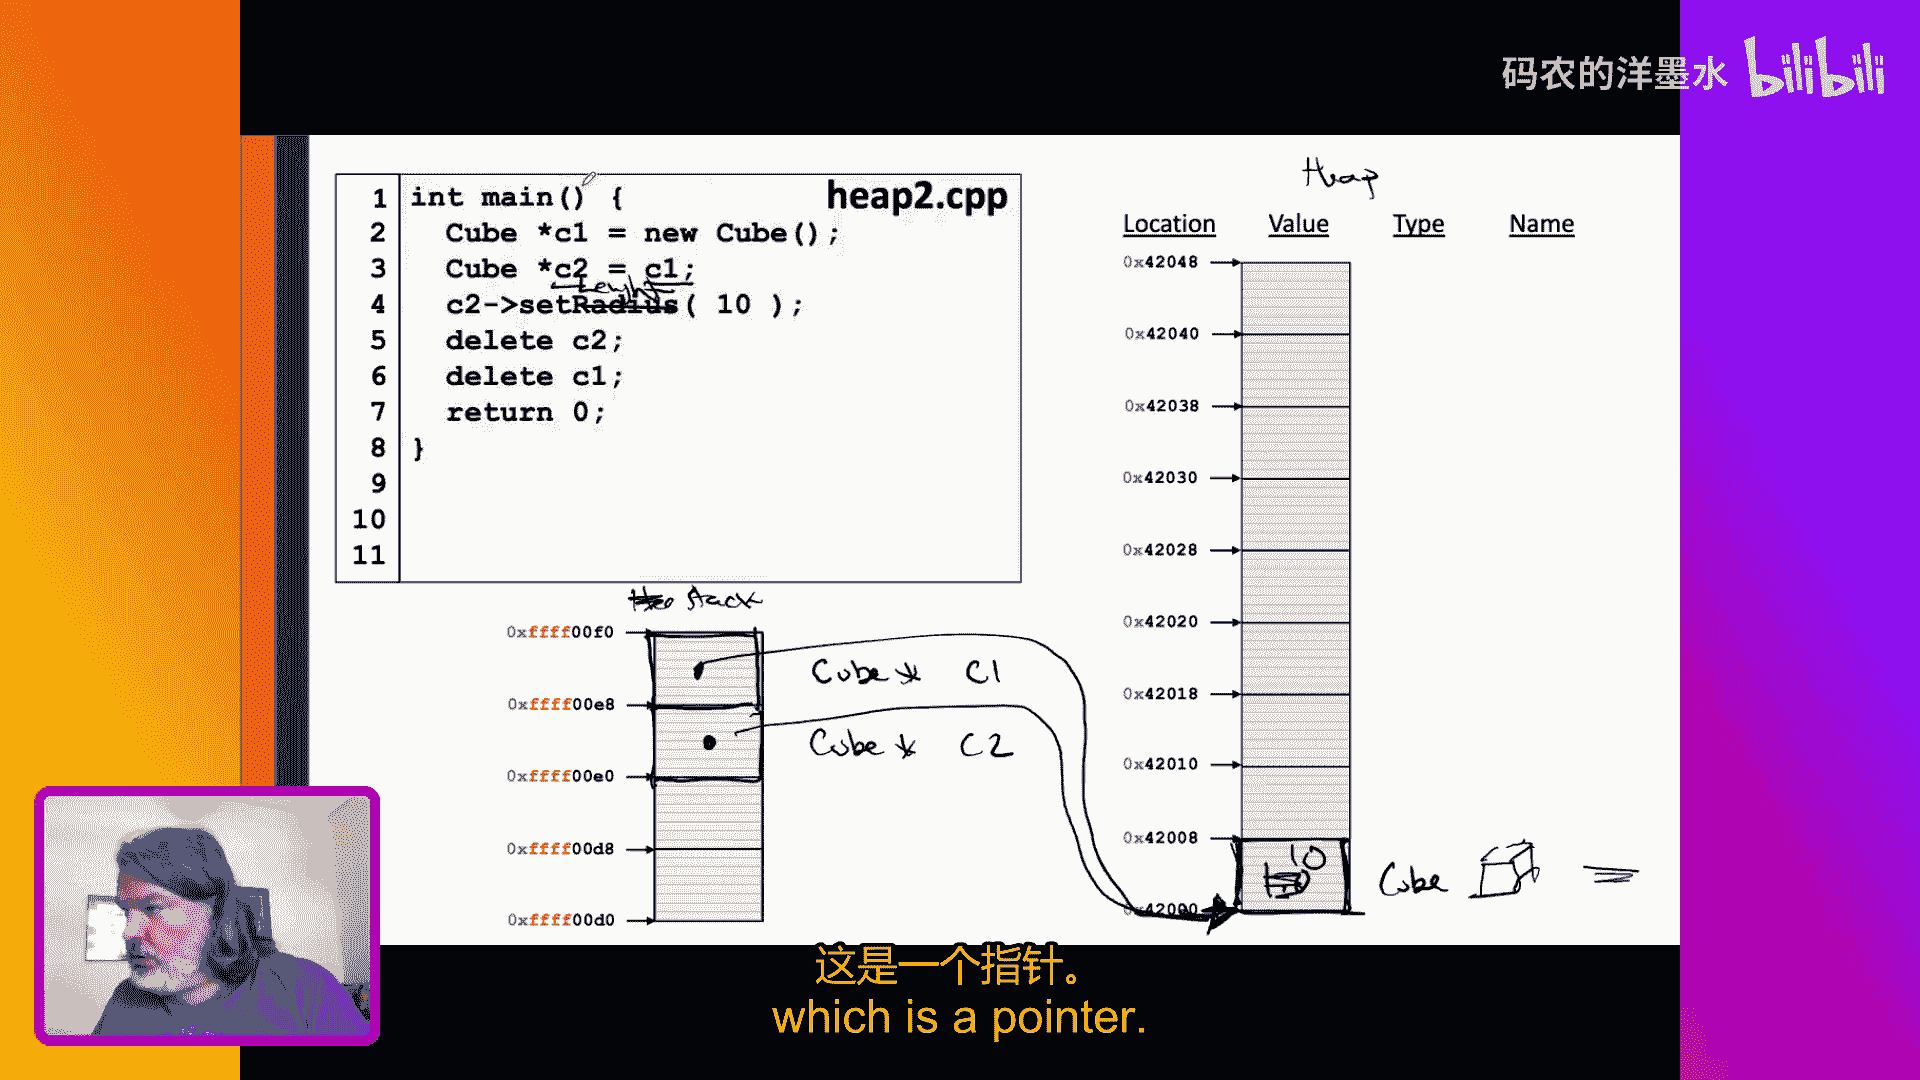 码农的洋墨水 bilibili
heap2.cpp
1 int main() {
2 Cube *c1 = new Cube();
3 Cube *c2 = c1;
Lenght
4 c2->setRadius( 10 );
5 delete c2;
6 delete c1;
7 return 0;
8 }
9
10
11
Stack
0xffff00f0
Cube * C1
0xffff00e8
Cube * C2
0xffff00e0
0xffff00d8
0xffff00d0
Heap
Location Value Type Name
0x42048
0x42040
0x42038
0x42030
0x42028
0x42020
0x42018
0x42010
0x42008
10 Cube
0x42000
这是一个指针。
which is a pointer.